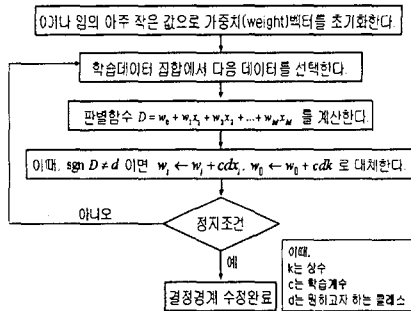 0이나 임의 아주 작은 값으로 가중치(weight)벡터를 초기화한다.
학습데이터 집합에서 다음 데이터를 선택한다.
판별함수 D = w₀ + w₁x₁ + w₂x₂ + ... + w_M x_M 를 계산한다.
이때, sgn D ≠ d 이면 wᵢ ← wᵢ + cdxᵢ, w₀ ← w₀ + cdk 로 대체한다.
아니오
정지조건
예
결정경계 수정완료
이때,
k는 상수
c는 학습계수
d는 원하고자 하는 클래스